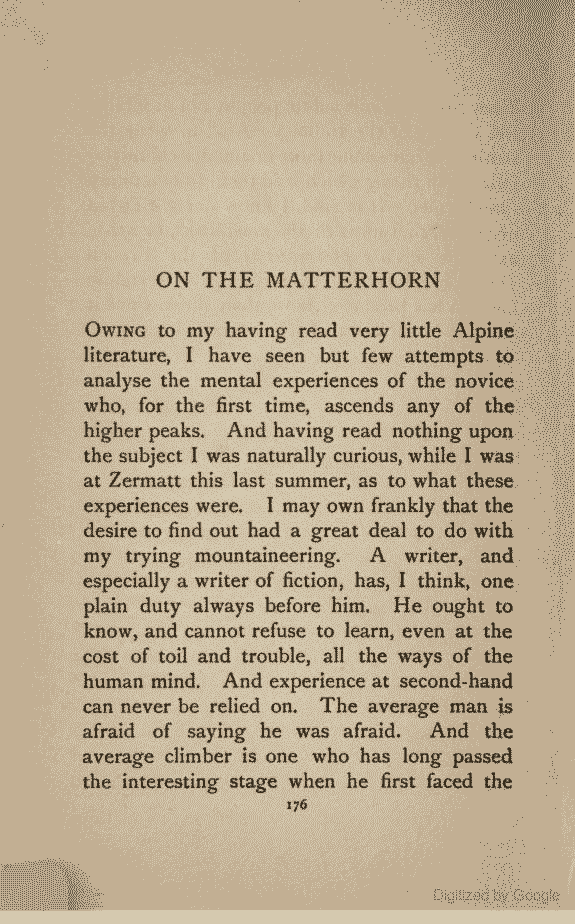 ON THE MATTERHORN
OWING to my having read very little Alpine
literature, I have seen but few attempts to
analyse the mental experiences of the novice
who, for the first time, ascends any of the
higher peaks. And having read nothing upon
the subject I was naturally curious, while I was
at Zermatt this last summer, as to what these
experiences were. I may own frankly that the
desire to find out had a great deal to do with
my trying mountaineering. A writer, and
especially a writer of fiction, has, I think, one
plain duty always before him. He ought to
know, and cannot refuse to learn, even at the
cost of toil and trouble, all the ways of the
human mind. And experience at second-hand
can never be relied on. The average man is
afraid of saying he was afraid. And the
average climber is one who has long passed
the interesting stage when he first faced the
176
Digitized by Google